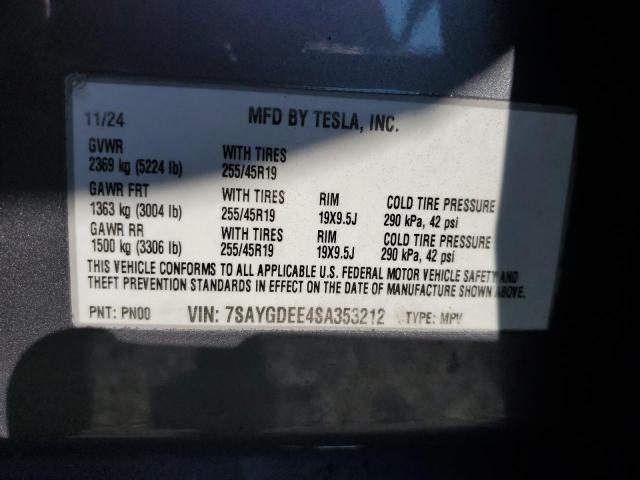 11/24 MFD BY TESLA, INC.
GVWR WITH TIRES
2369 kg (5224 lb) 255/45R19
GAWR FRT WITH TIRES RIM COLD TIRE PRESSURE
1363 kg (3004 lb) 255/45R19 19X9.5J 290 kPa, 42 psi
GAWR RR WITH TIRES RIM COLD TIRE PRESSURE
1500 kg (3306 lb) 255/45R19 19X9.5J 290 kPa, 42 psi
THIS VEHICLE CONFORMS TO ALL APPLICABLE U.S. FEDERAL MOTOR VEHICLE SAFETY AND
THEFT PREVENTION STANDARDS IN EFFECT ON THE DATE OF MANUFACTURE SHOWN ABOVE.
PNT: PN00 VIN: 7SAYGDEE4SA353212 TYPE: MPV